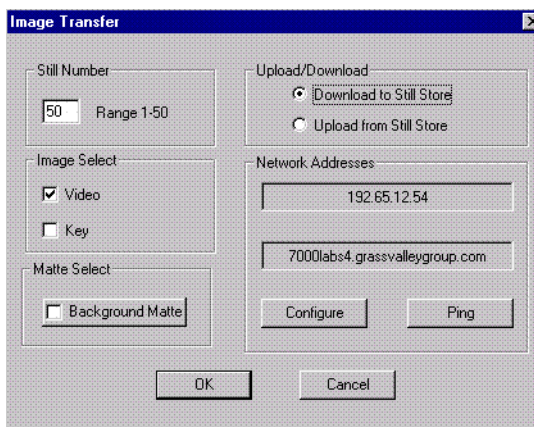 Image Transfer
Still Number
50 Range 1-50
Upload/Download
Download to Still Store
Upload from Still Store
Image Select
Video
Key
Network Addresses
192.65.12.54
7000labs4.grassvalleygroup.com
Configure Ping
Matte Select
Background Matte
OK Cancel